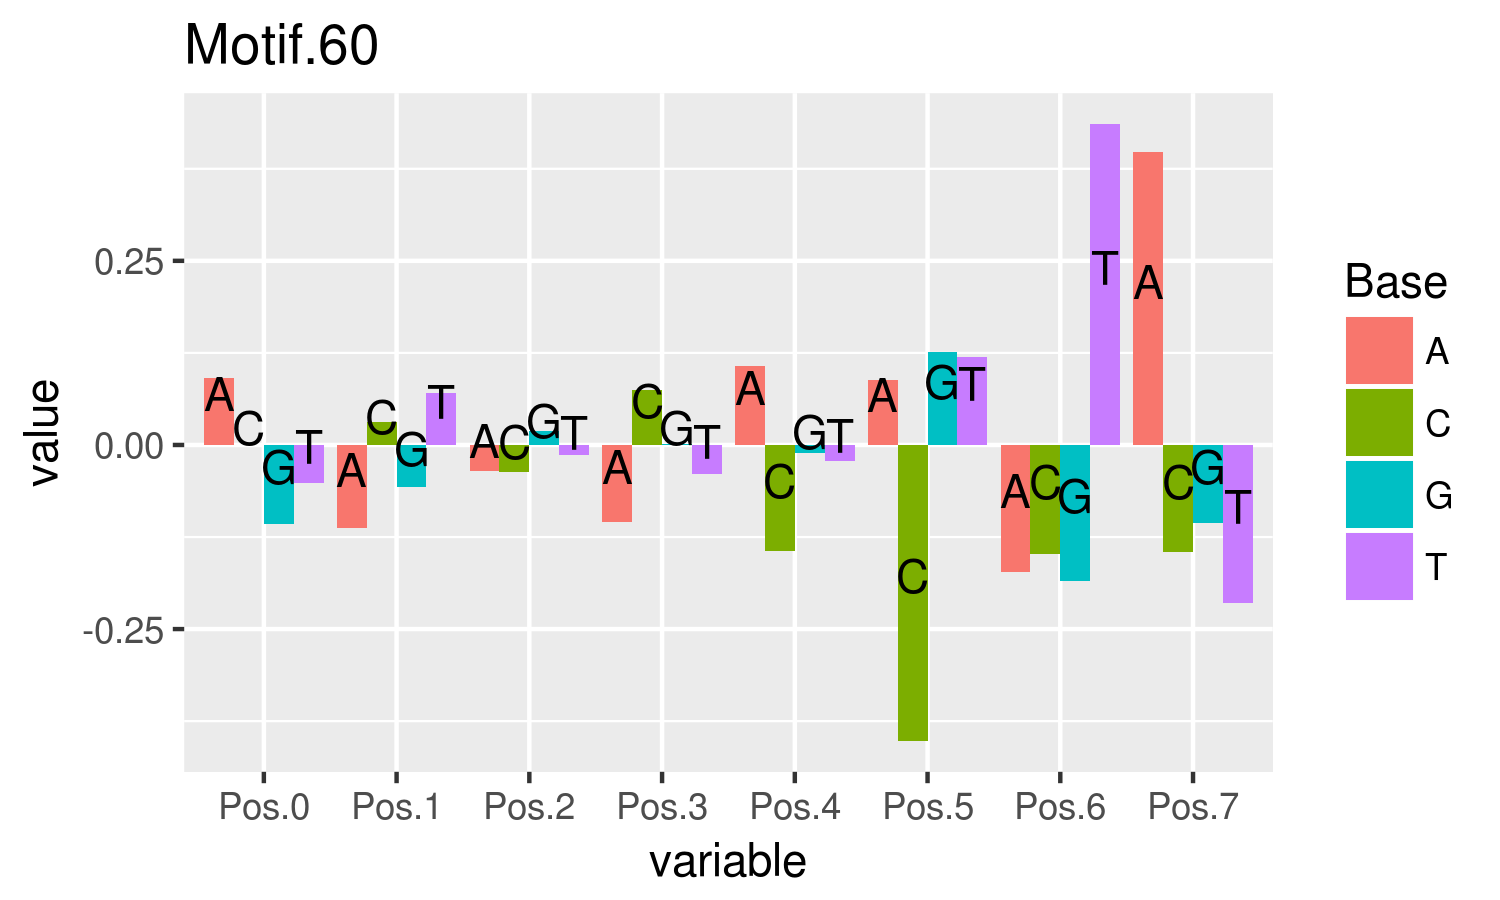 Motif.60
value
0.25
0.00
-0.25
A C G T A C G T A C G T A C G T A C G T A C G T A C G T A C G T
Pos.0 Pos.1 Pos.2 Pos.3 Pos.4 Pos.5 Pos.6 Pos.7
variable
Base
A
C
G
T